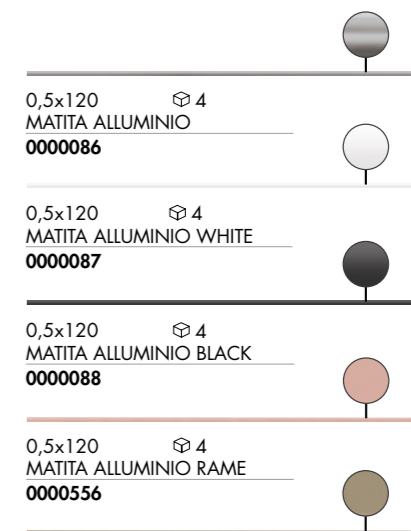 0,5x120 4
MATITA ALLUMINIO
0000086
0,5x120 4
MATITA ALLUMINIO WHITE
0000087
0,5x120 4
MATITA ALLUMINIO BLACK
0000088
0,5x120 4
MATITA ALLUMINIO RAME
0000556